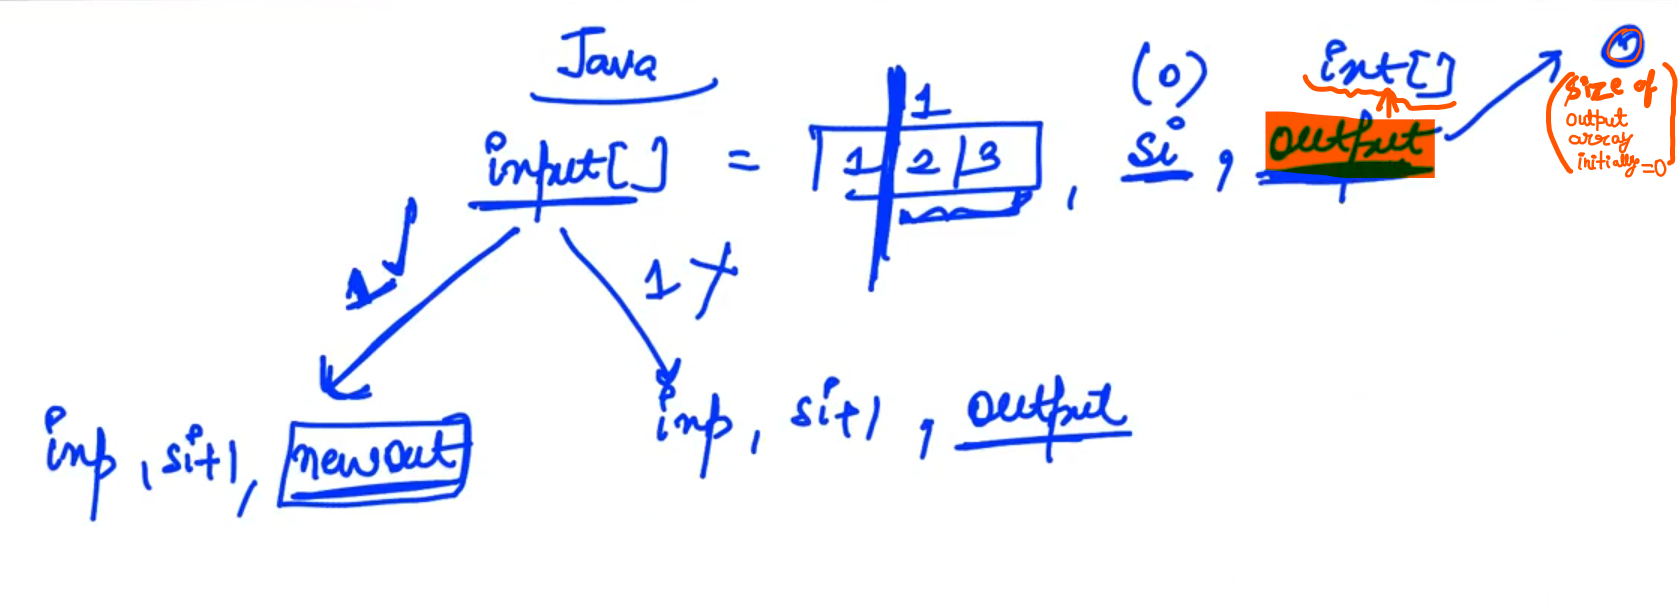 Java
(0) int[]
1
input[] = 1 2 3 , si , output
(size of
output
array
initially=0)
1 ✓ 1 ✗
inp , si+1 , output
inp , si+1 , newout